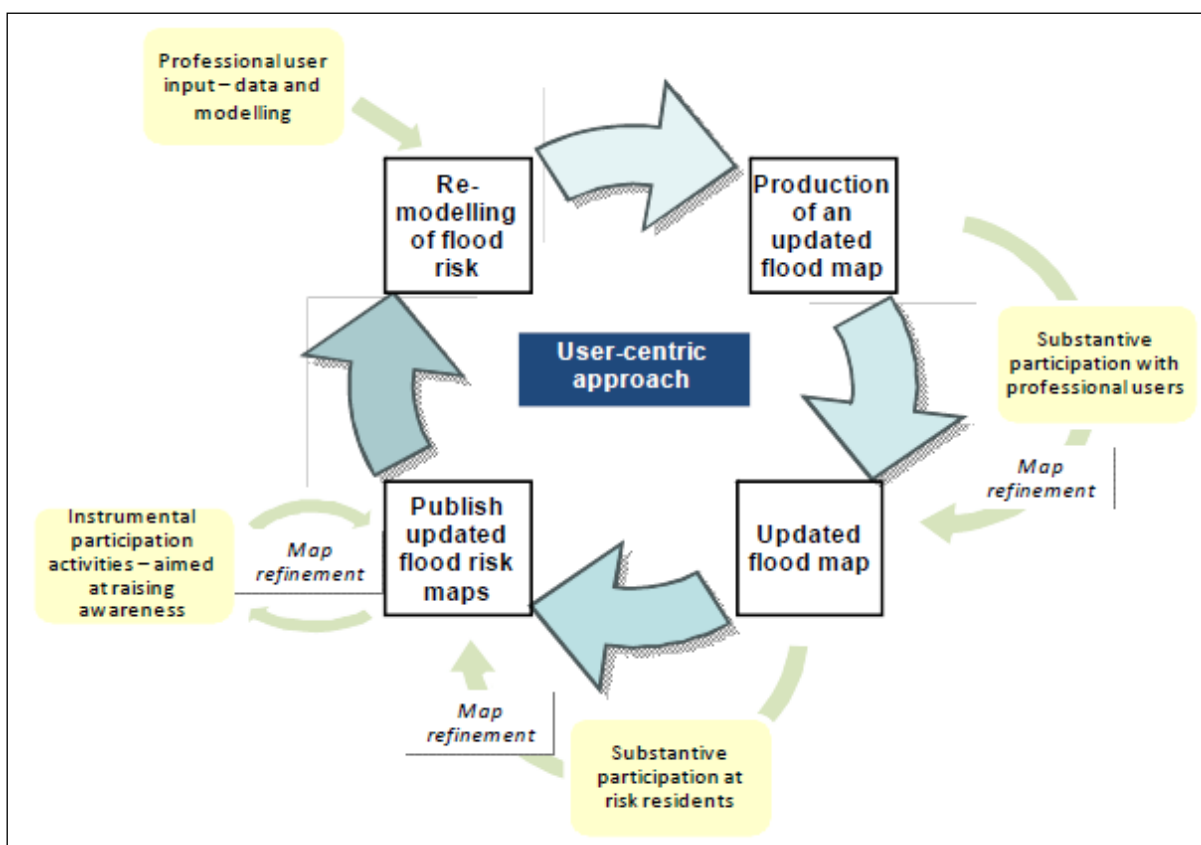 Professional user
input – data and
modelling
Re-
modelling
of flood
risk
Production
of an
updated
flood map
User-centric
approach
Substantive
participation with
professional users
Map
refinement
Instrumental
participation
activities – aimed
at raising
awareness
Map
refinement
Publish
updated
flood risk
maps
Updated
flood map
Map
refinement
Substantive
participation at
risk residents